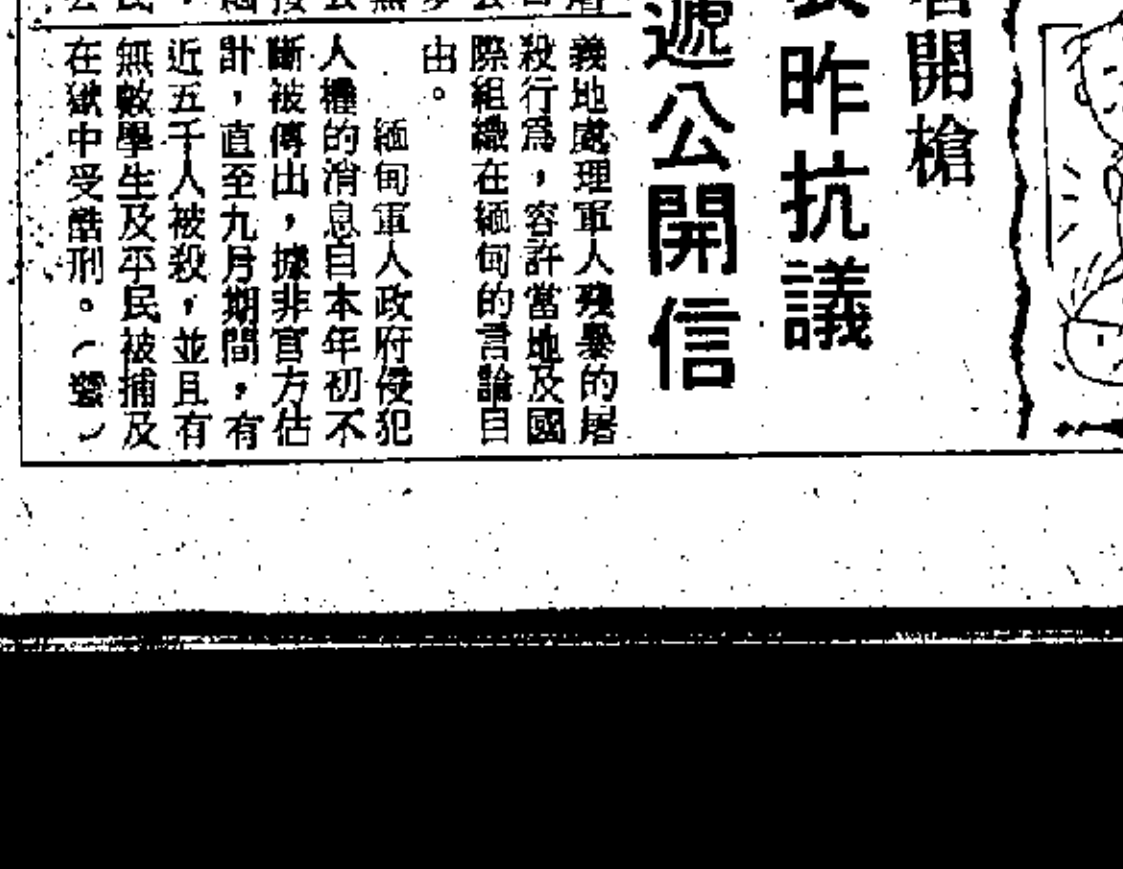 開槍
昨抗議
遞公開信
義地處理軍人殘暴的屠
殺行爲，容許當地及國
際組織在緬甸的言論自
由。
緬甸軍人政府侵犯
人權的消息自本年初不
斷被傳出，據非官方估
計，直至九月期間，有
近五千人被殺，並且有
無數學生及平民被捕及
在獄中受酷刑。（螢）